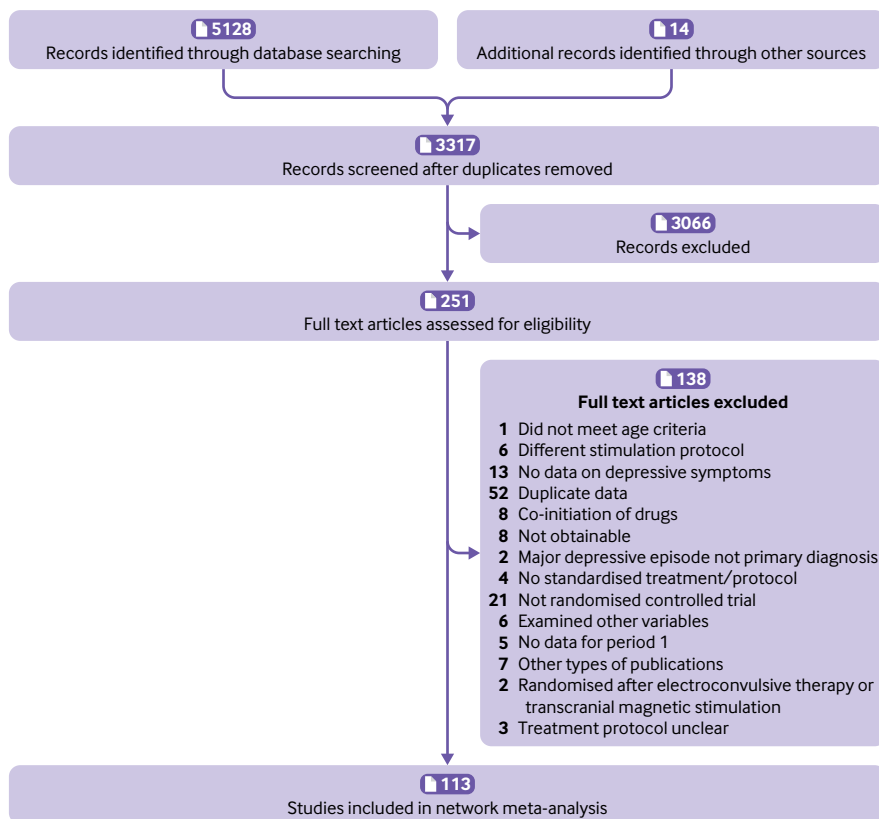 5128
Records identified through database searching
14
Additional records identified through other sources
3317
Records screened after duplicates removed
3066
Records excluded
251
Full text articles assessed for eligibility
138
Full text articles excluded
1 Did not meet age criteria
6 Different stimulation protocol
13 No data on depressive symptoms
52 Duplicate data
8 Co-initiation of drugs
8 Not obtainable
2 Major depressive episode not primary diagnosis
4 No standardised treatment/protocol
21 Not randomised controlled trial
6 Examined other variables
5 No data for period 1
7 Other types of publications
2 Randomised after electroconvulsive therapy or
transcranial magnetic stimulation
3 Treatment protocol unclear
113
Studies included in network meta-analysis